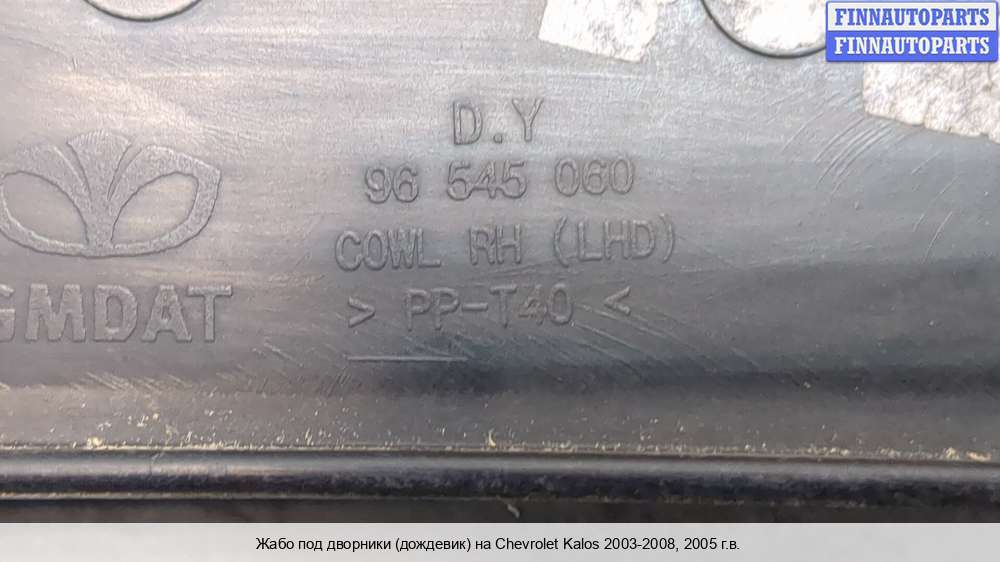 FINNAUTOPARTS
FINNAUTOPARTS
D.Y
96 545 060
COWL RH (LHD)
> PP-T40 <
GMDAT
Жабо под дворники (дождевик) на Chevrolet Kalos 2003-2008, 2005 г.в.